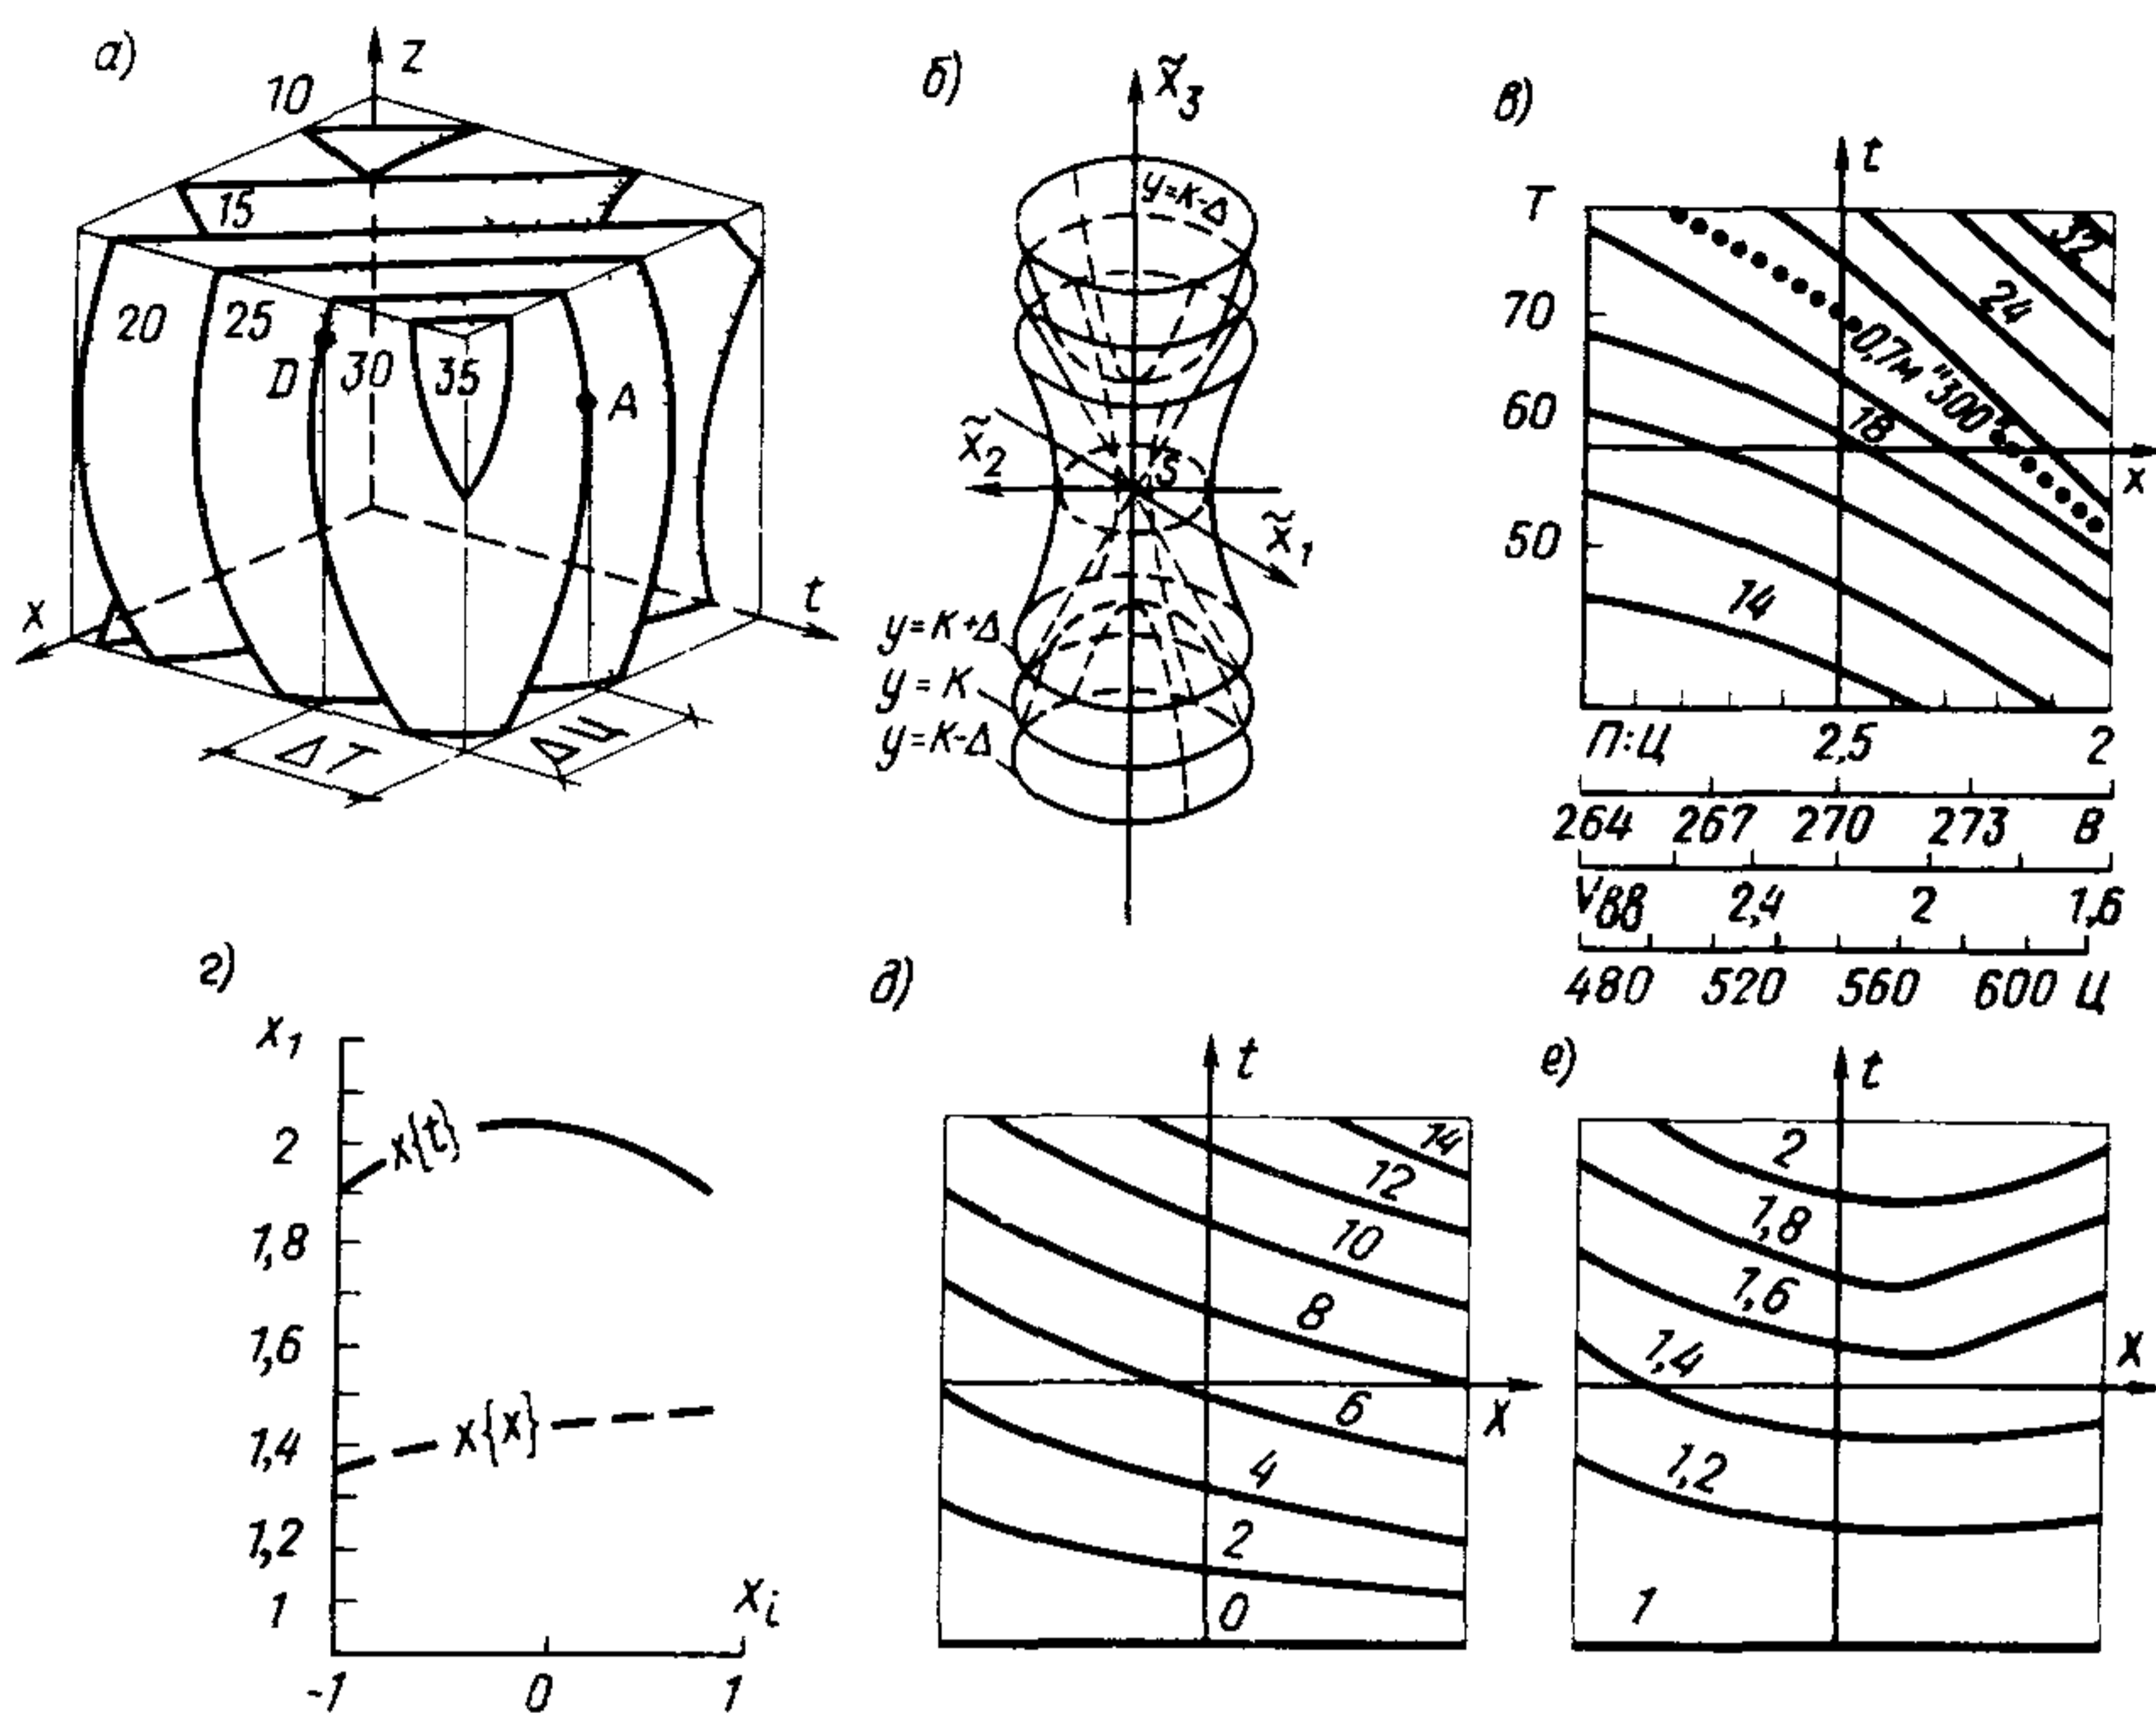 а)
z
10
15
20
25
D
30
35
A
x
t
ΔT
ΔЦ
б)
x̃3
y=K-Δ
x̃2
S
x̃1
y=K+Δ
y=K
y=K-Δ
в)
t
T
32
70
24
0,7м "300"
60
18
x
50
14
П:Ц 2,5 2
264 267 270 273 В
Vвв 2,4 2 1,6
480 520 560 600 Ц
г)
x1
2
x{t}
1,8
1,6
x{x}
1,4
1,2
1
xi
-1 0 1
д)
t
14
12
10
8
6
x
4
2
0
е)
t
2
1,8
1,6
1,4
x
1,2
1